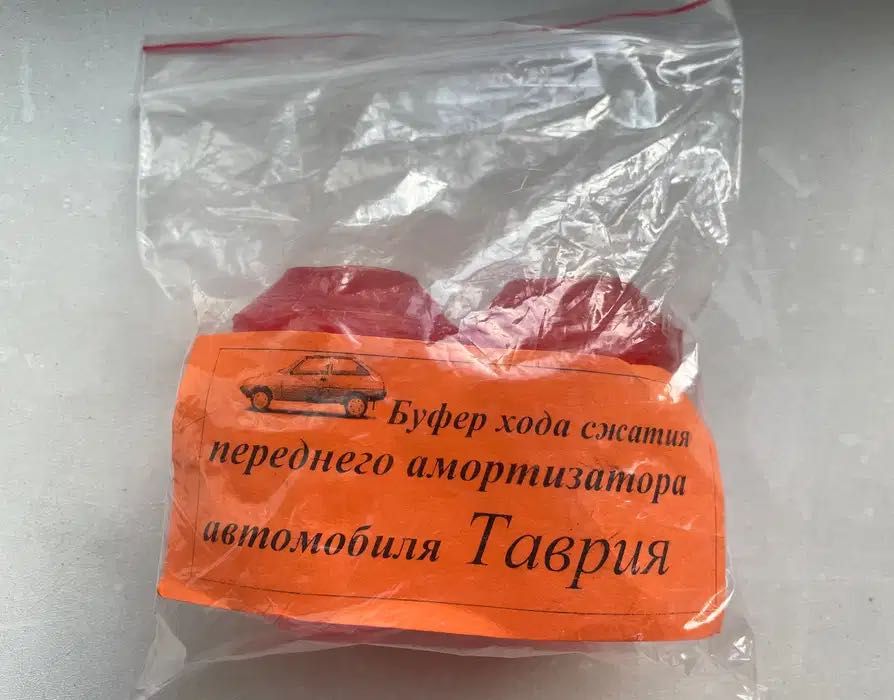 Буфер хода сжатия
переднего амортизатора
автомобиля Таврия